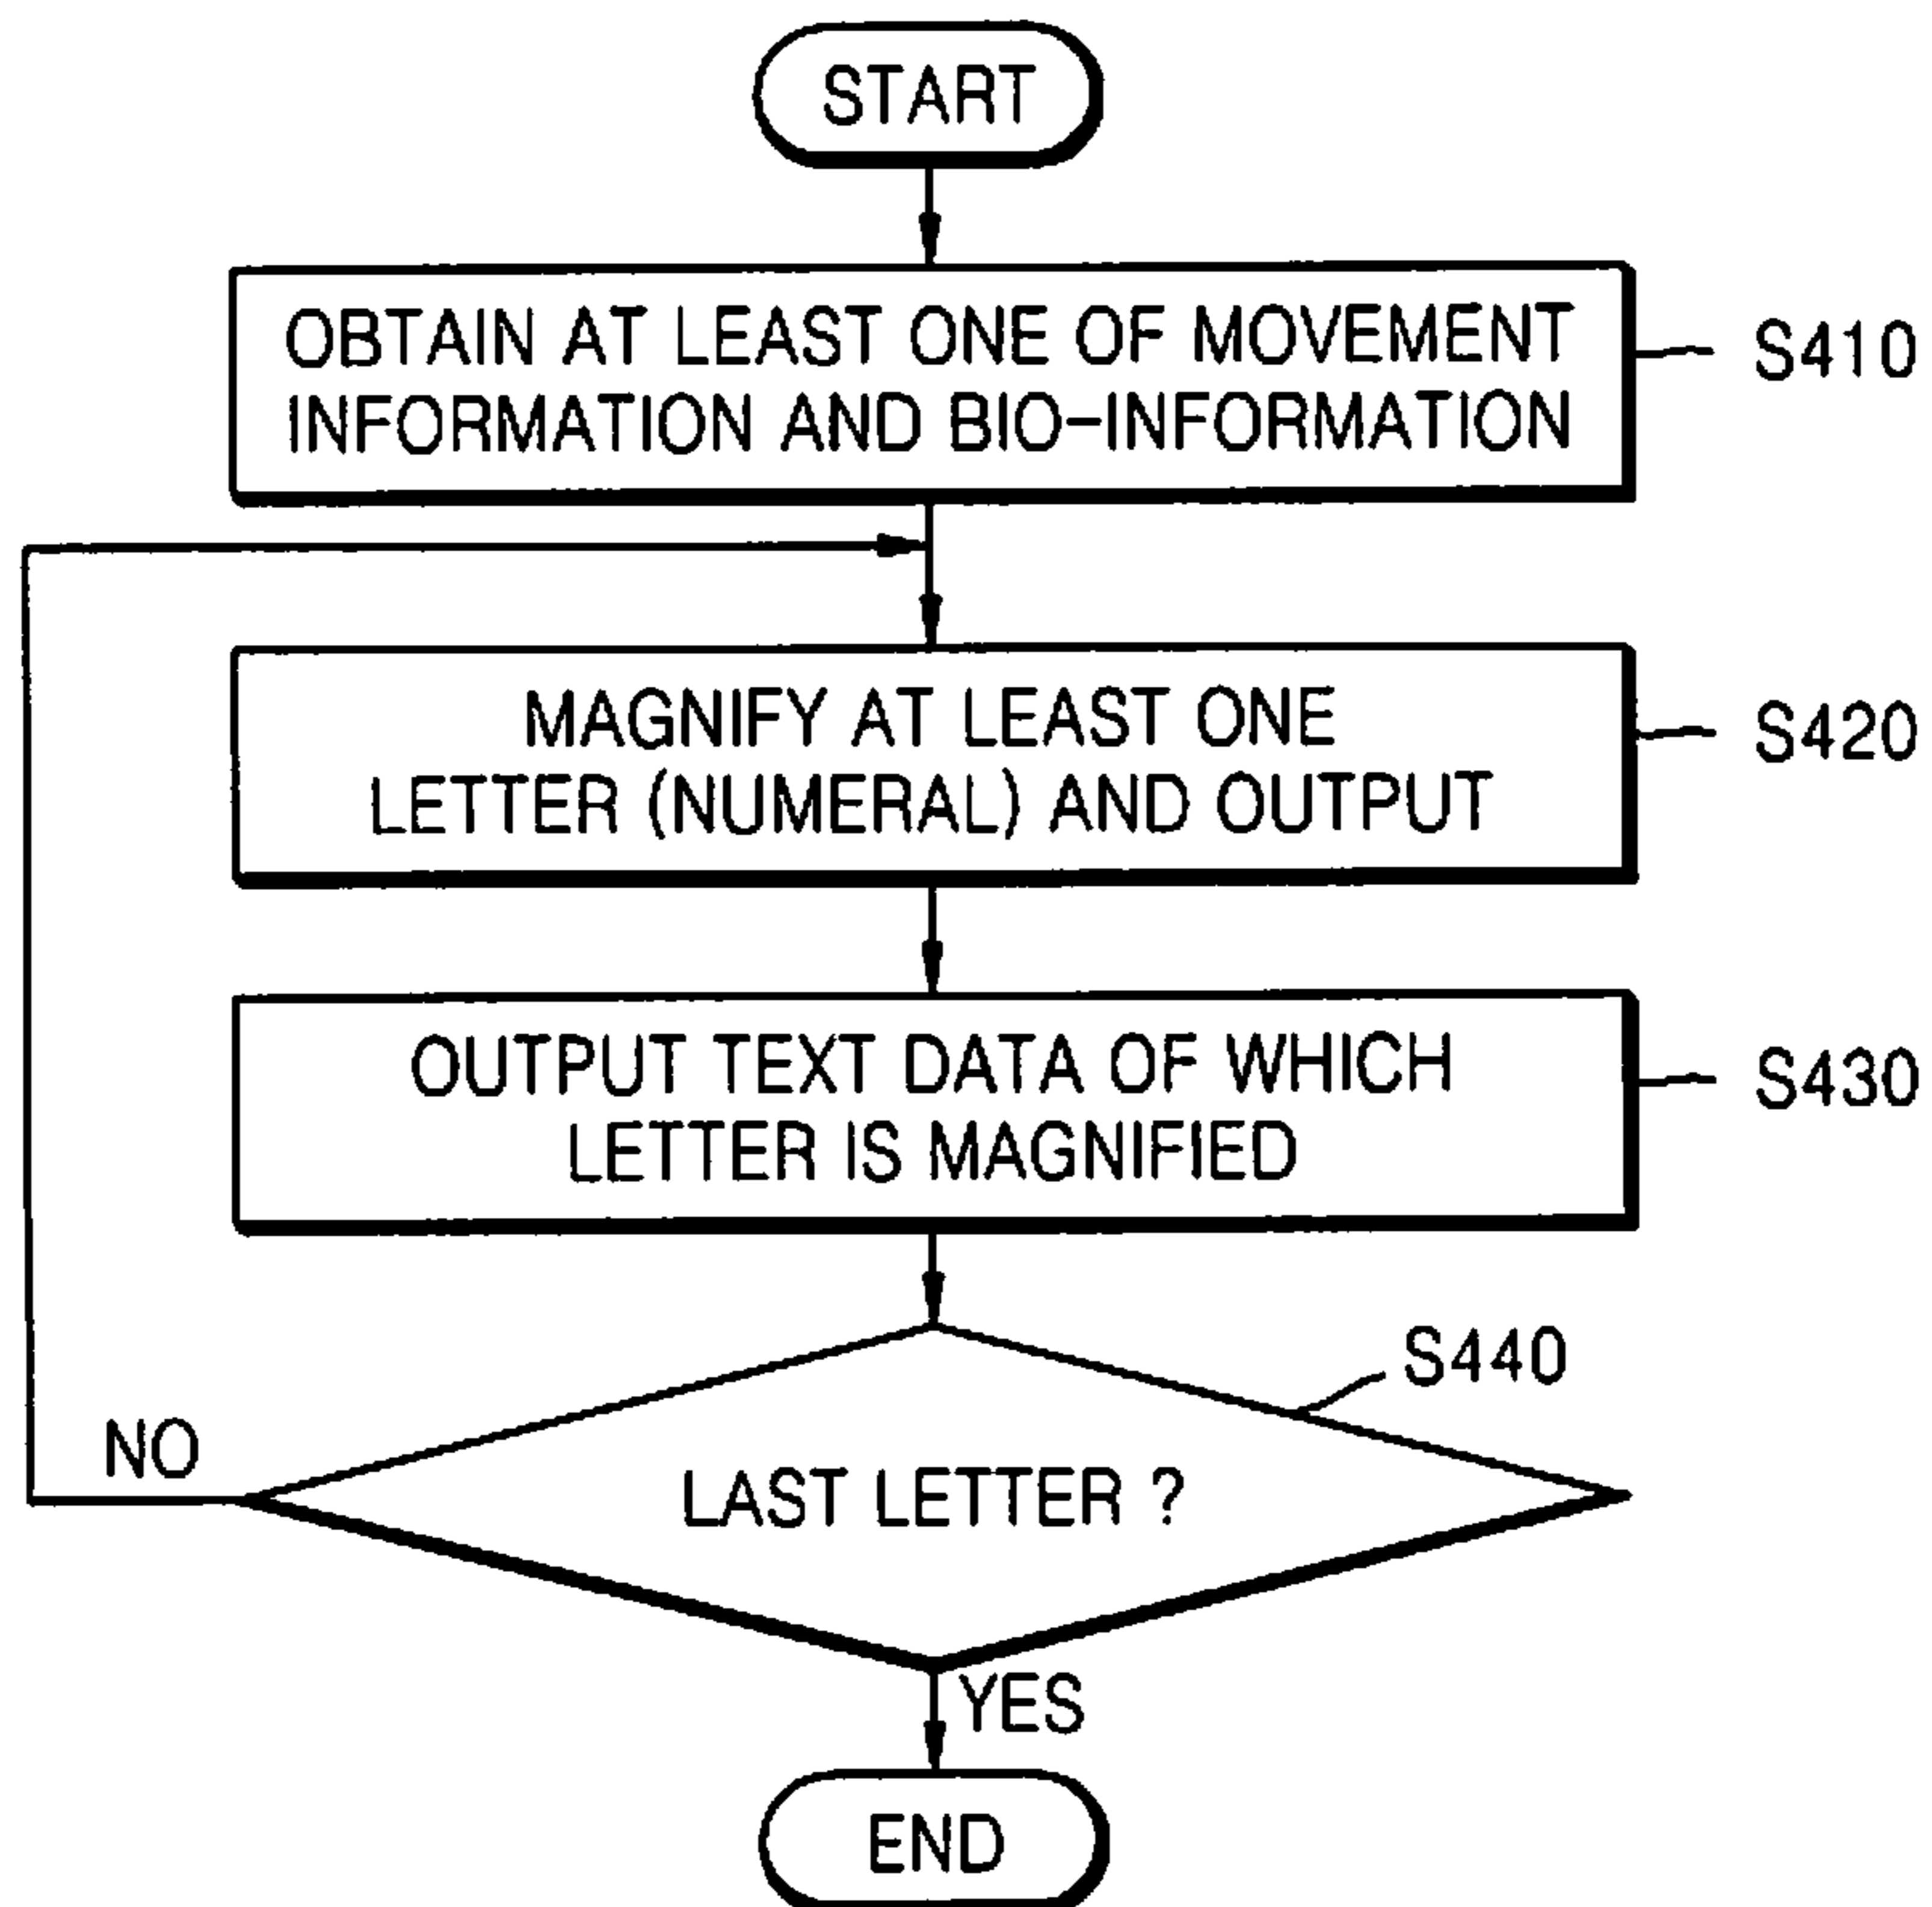 START
OBTAIN AT LEAST ONE OF MOVEMENT
INFORMATION AND BIO-INFORMATION
S410
MAGNIFY AT LEAST ONE
LETTER (NUMERAL) AND OUTPUT
S420
OUTPUT TEXT DATA OF WHICH
LETTER IS MAGNIFIED
S430
S440
NO
LAST LETTER ?
YES
END